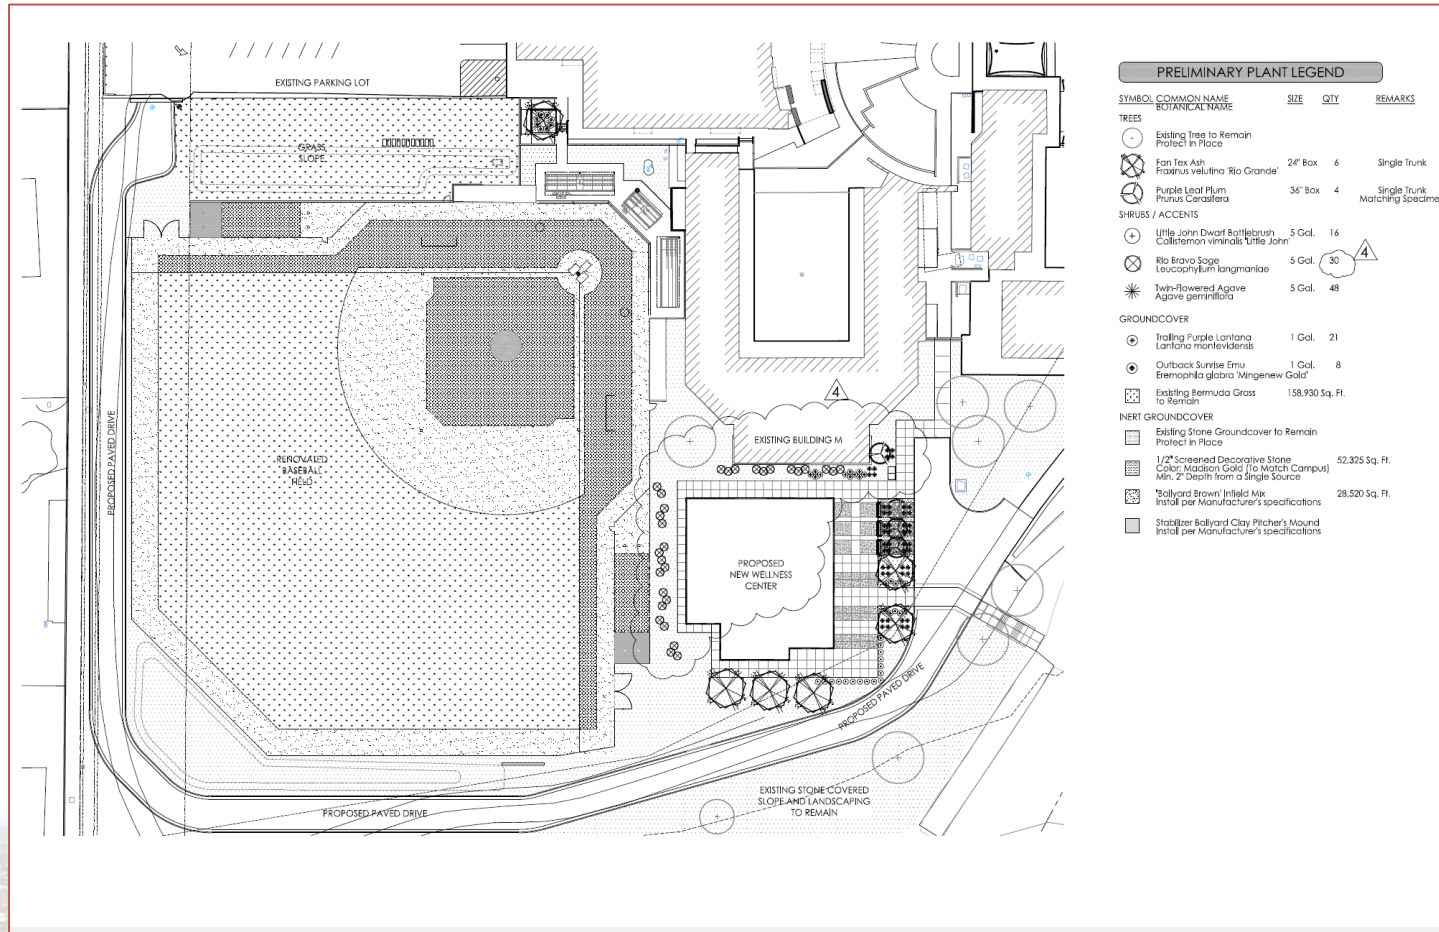 EXISTING PARKING LOT
GRASS
SLOPE
PROPOSED PAVED DRIVE
RENOVATED
BASEBALL
FIELD
4
EXISTING BUILDING M
PROPOSED
NEW WELLNESS
CENTER
PROPOSED PAVED DRIVE
PROPOSED PAVED DRIVE
EXISTING STONE COVERED
SLOPE AND LANDSCAPING
TO REMAIN
PRELIMINARY PLANT LEGEND
SYMBOL COMMON NAME SIZE QTY REMARKS
BOTANICAL NAME
TREES
Existing Tree to Remain
Protect in Place
Fan Tex Ash 24" Box 6 Single Trunk
Fraxinus velutina 'Rio Grande'
Purple Leaf Plum 36" Box 4 Single Trunk
Prunus Cerasifera Matching Specime
SHRUBS / ACCENTS
Little John Dwarf Bottlebrush 5 Gal. 16
Callistemon viminalis 'Little John'
Rio Bravo Sage 5 Gal. 30 4
Leucophyllum langmaniae
Twin-Flowered Agave 5 Gal. 48
Agave geminiflora
GROUNDCOVER
Trailing Purple Lantana 1 Gal. 21
Lantana montevidensis
Outback Sunrise Emu 1 Gal. 8
Eremophila glabra 'Mingenew Gold'
Exsisting Bermuda Grass 158,930 Sq. Ft.
to Remain
INERT GROUNDCOVER
Existing Stone Groundcover to Remain
Protect in Place
1/2" Screened Decorative Stone 52,325 Sq. Ft.
Color: Madison Gold (To Match Campus)
Min. 2" Depth from a Single Source
'Ballyard Brown' Infield Mix 28,520 Sq. Ft.
Install per Manufacturer's specifications
Stabilizer Ballyard Clay Pitcher's Mound
Install per Manufacturer's specifications